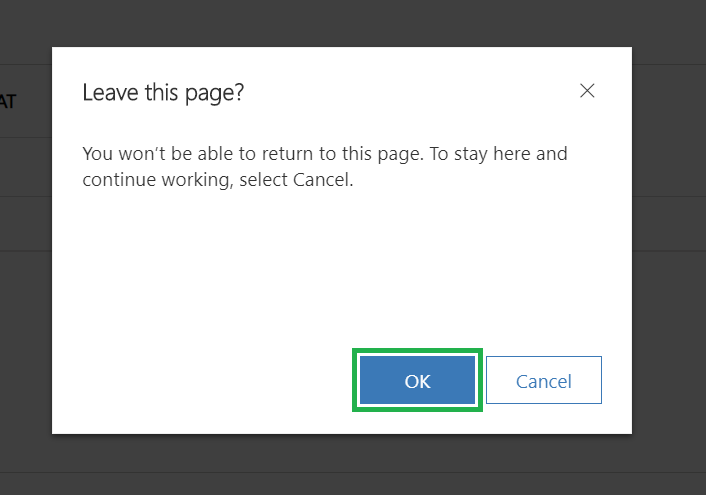 AT
Leave this page?
You won't be able to return to this page. To stay here and
continue working, select Cancel.
OK
Cancel